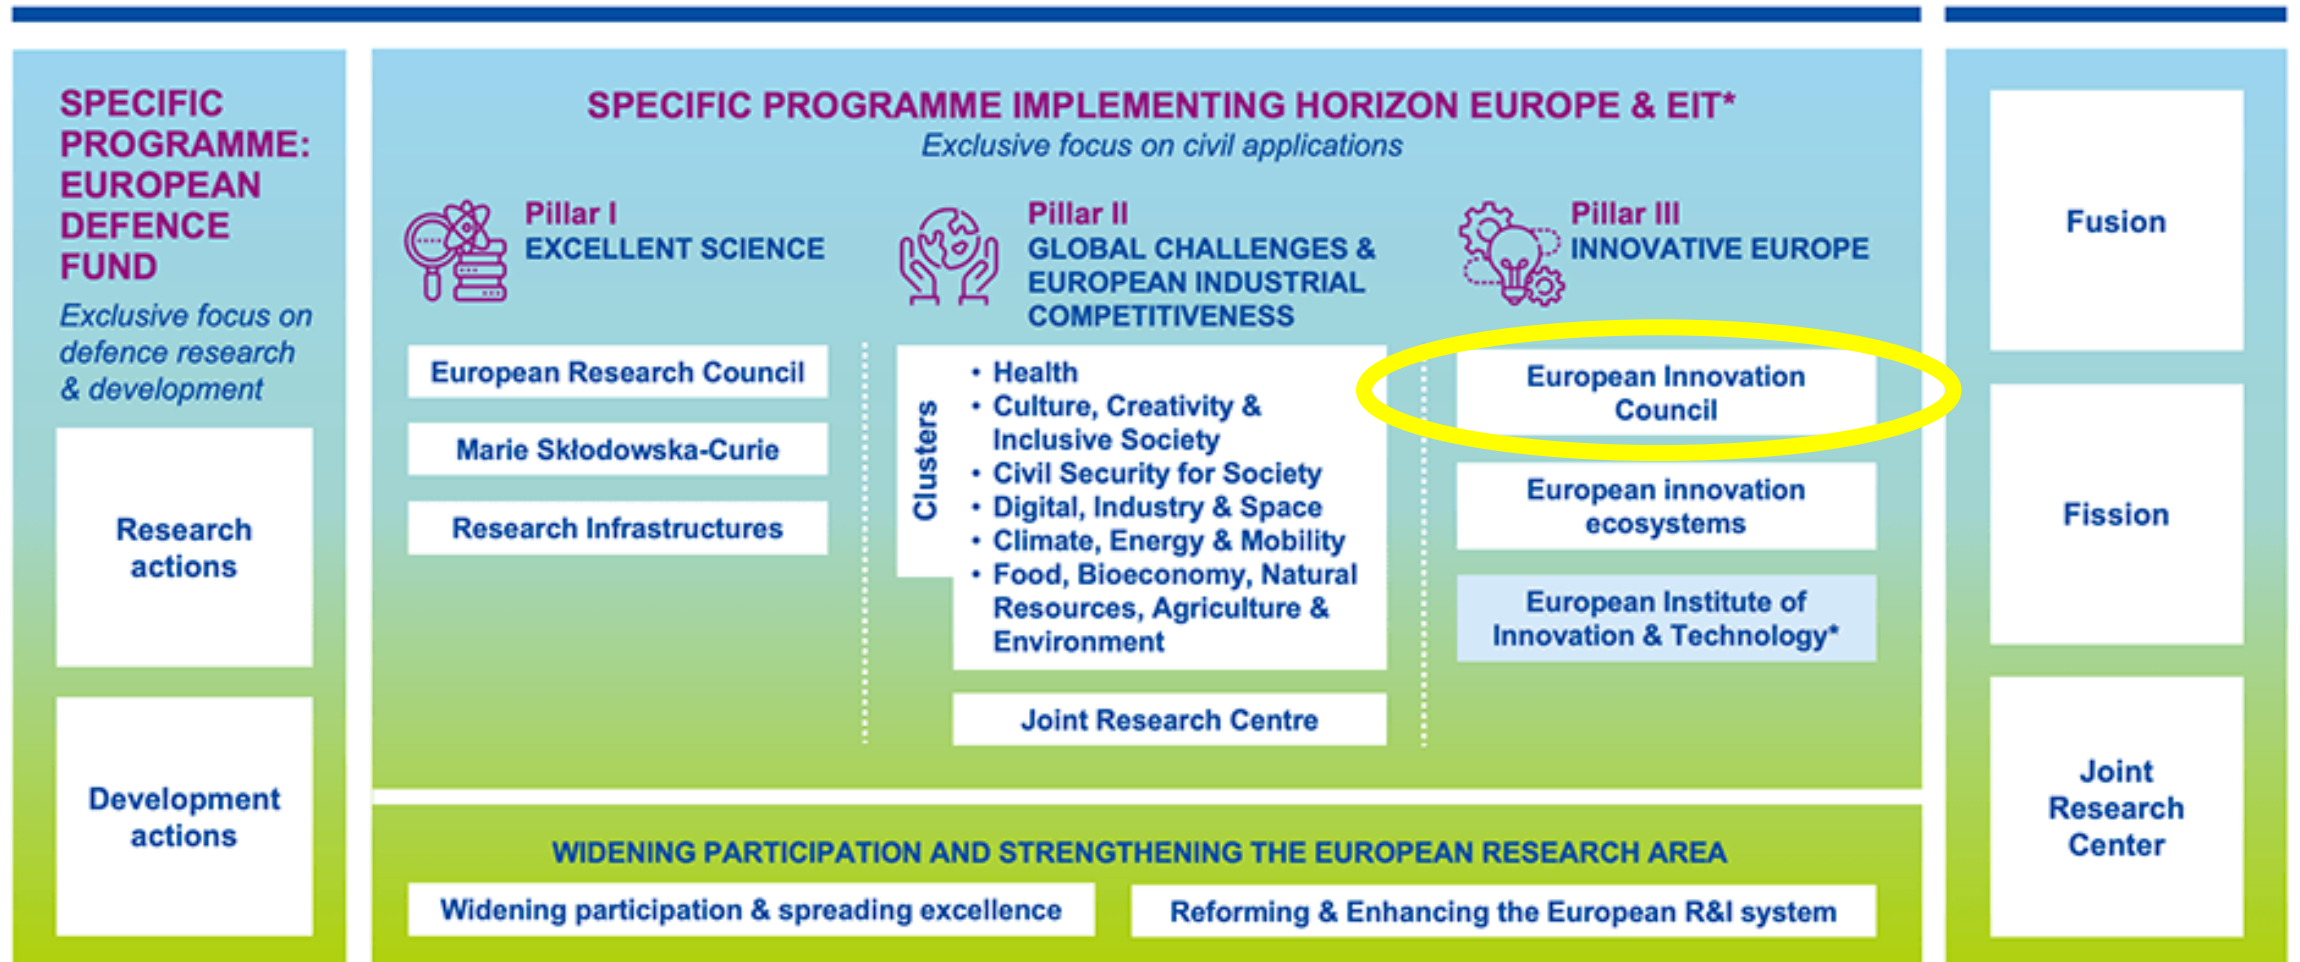 SPECIFIC
PROGRAMME:
EUROPEAN
DEFENCE
FUND
Exclusive focus on
defence research
& development
Research
actions
Development
actions
SPECIFIC PROGRAMME IMPLEMENTING HORIZON EUROPE & EIT*
Exclusive focus on civil applications
Pillar I
EXCELLENT SCIENCE
European Research Council
Marie Skłodowska-Curie
Research Infrastructures
Pillar II
GLOBAL CHALLENGES &
EUROPEAN INDUSTRIAL
COMPETITIVENESS
Clusters
• Health
• Culture, Creativity &
Inclusive Society
• Civil Security for Society
• Digital, Industry & Space
• Climate, Energy & Mobility
• Food, Bioeconomy, Natural
Resources, Agriculture &
Environment
Joint Research Centre
Pillar III
INNOVATIVE EUROPE
European Innovation
Council
European innovation
ecosystems
European Institute of
Innovation & Technology*
WIDENING PARTICIPATION AND STRENGTHENING THE EUROPEAN RESEARCH AREA
Widening participation & spreading excellence
Reforming & Enhancing the European R&I system
Fusion
Fission
Joint
Research
Center